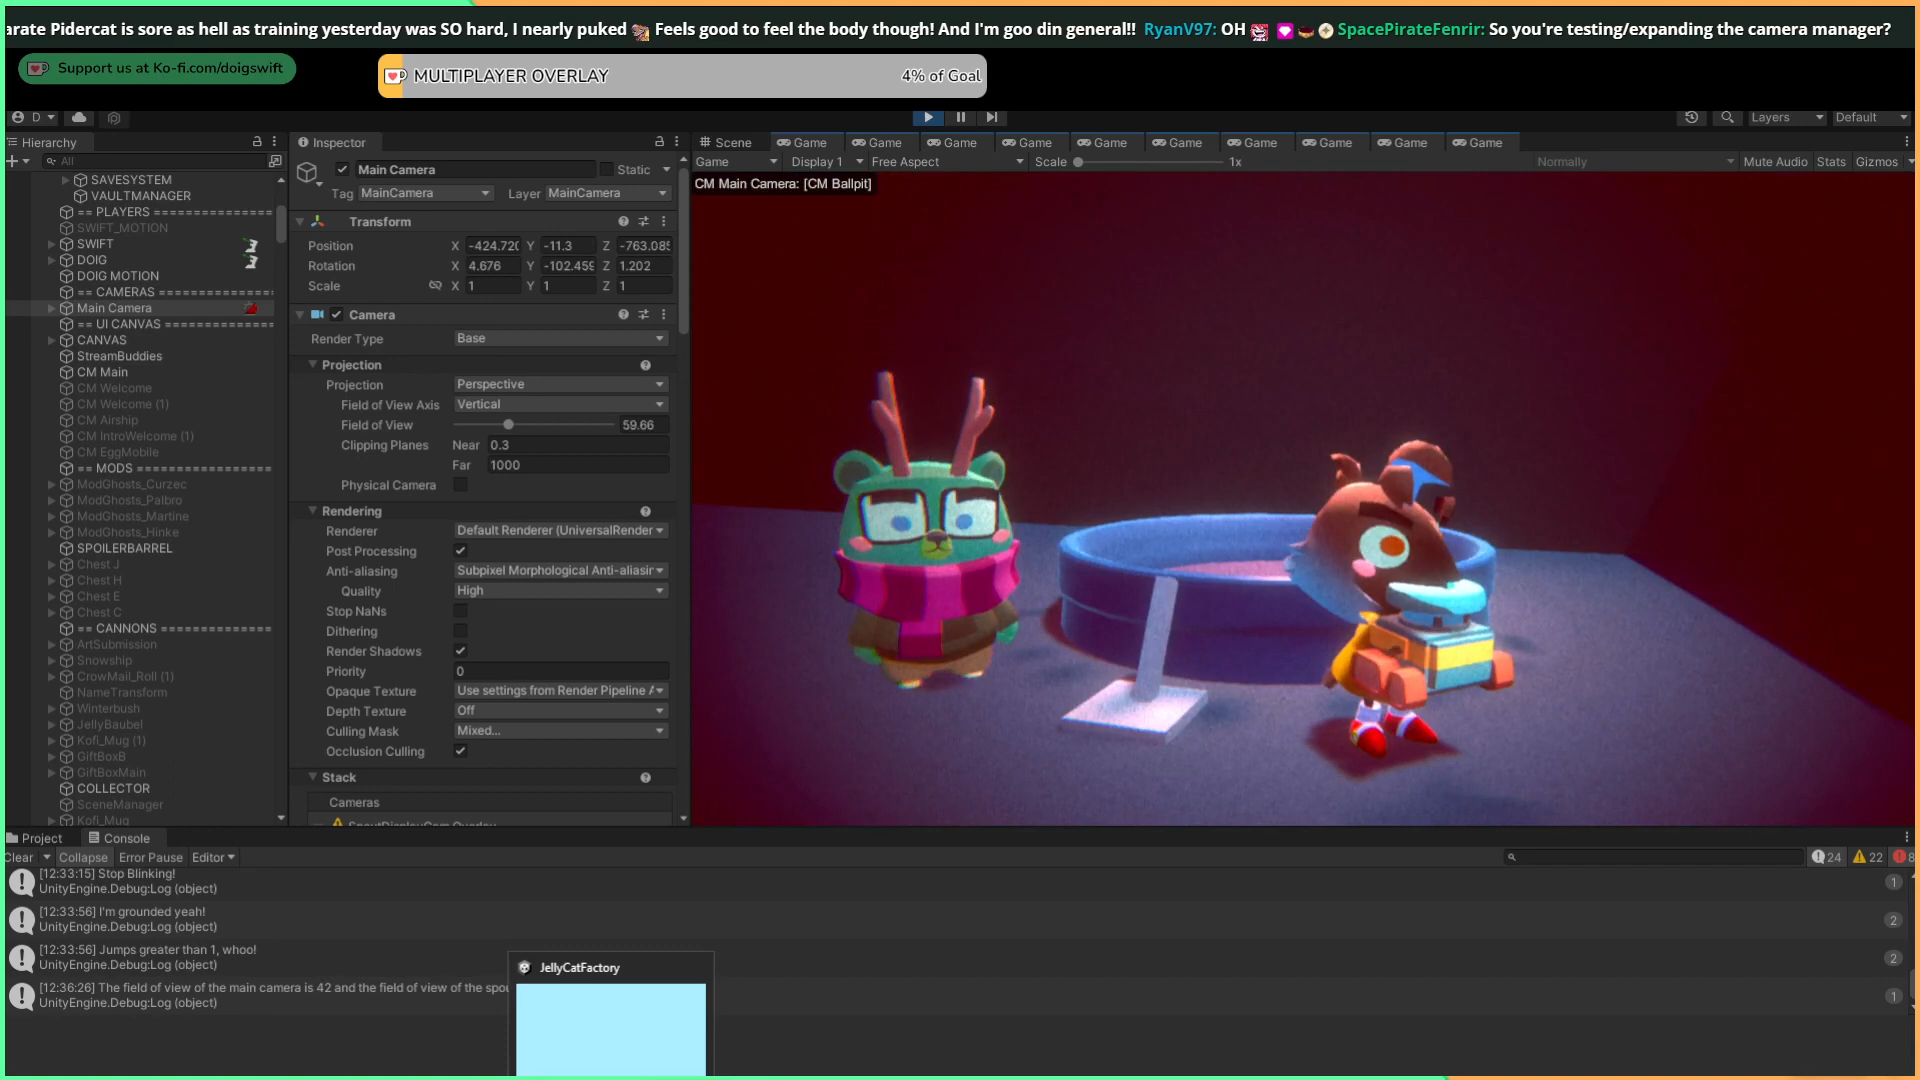 arate Pidercat is sore as hell as training yesterday was SO hard, I nearly puked Feels good to feel the body though! And I'm goo din general!! RyanV97: OH SpacePirateFenrir: So you're testing/expanding the camera manager?
Support us at Ko-fi.com/doigswift
MULTIPLAYER OVERLAY 4% of Goal
D Layers Default
Hierarchy
All
SAVESYSTEM
VAULTMANAGER
== PLAYERS ================
SWIFT_MOTION
SWIFT
DOIG
DOIG MOTION
== CAMERAS ===============
Main Camera
== UI CANVAS ==============
CANVAS
StreamBuddies
CM Main
CM Welcome
CM Welcome (1)
CM Airship
CM IntroWelcome (1)
CM EggMobile
== MODS ==================
ModGhosts_Curzec
ModGhosts_Palbro
ModGhosts_Martine
ModGhosts_Hinke
SPOILERBARREL
Chest J
Chest H
Chest E
Chest C
== CANNONS ===============
ArtSubmission
Snowship
CrowMail_Roll (1)
NameTransform
Winterbush
JellyBaubel
Kofi_Mug (1)
GiftBoxB
GiftBoxMain
COLLECTOR
SceneManager
Kofi_Mug
Inspector
Main Camera Static
Tag MainCamera Layer MainCamera
Transform
Position X -424.720 Y -11.3 Z -763.085
Rotation X 4.676 Y -102.459 Z 1.202
Scale X 1 Y 1 Z 1
Camera
Render Type Base
Projection
Projection Perspective
Field of View Axis Vertical
Field of View 59.66
Clipping Planes Near 0.3
Far 1000
Physical Camera
Rendering
Renderer Default Renderer (UniversalRender
Post Processing
Anti-aliasing Subpixel Morphological Anti-aliasin
Quality High
Stop NaNs
Dithering
Render Shadows
Priority 0
Opaque Texture Use settings from Render Pipeline A
Depth Texture Off
Culling Mask Mixed...
Occlusion Culling
Stack
Cameras
Scene Game Game Game Game Game Game Game Game Game Game
Game Display 1 Free Aspect Scale 1x Normally Mute Audio Stats Gizmos
CM Main Camera: [CM Ballpit]
Project Console
Clear Collapse Error Pause Editor 24 22 8
[12:33:15] Stop Blinking!
UnityEngine.Debug:Log (object) 1
[12:33:56] I'm grounded yeah!
UnityEngine.Debug:Log (object) 2
[12:33:56] Jumps greater than 1, whoo!
UnityEngine.Debug:Log (object) 2
[12:36:26] The field of view of the main camera is 42 and the field of view of the spou
UnityEngine.Debug:Log (object) 1
JellyCatFactory